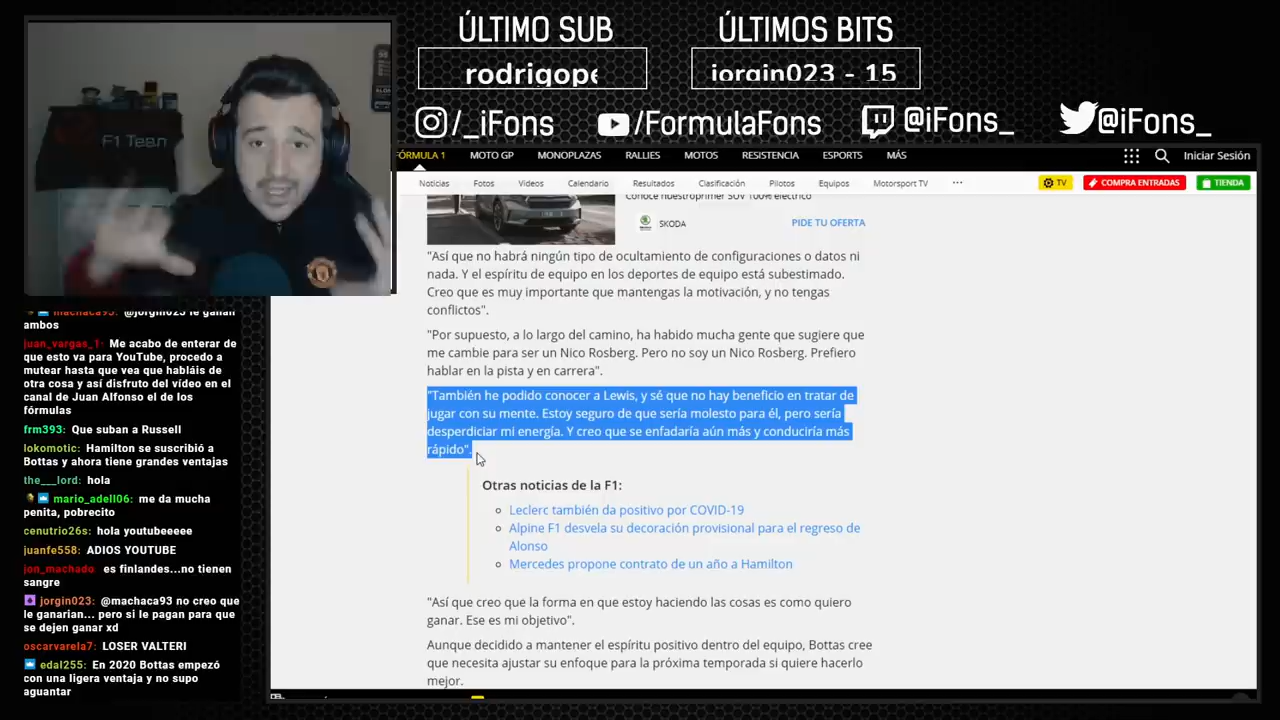 ÚLTIMO SUB
rodrigope
ÚLTIMOS BITS
jorgin023 - 15
/_iFons
/FormulaFons
@iFons_
@iFons_
F1 Team
FÓRMULA 1
MOTO GP
MONOPLAZAS
RALLIES
MOTOS
RESISTENCIA
ESPORTS
MÁS
Iniciar Sesión
Noticias
Fotos
Videos
Calendario
Resultados
Clasificación
Pilotos
Equipos
Motorsport TV
TV
COMPRA ENTRADAS
TIENDA
Conoce nuestroprimer SUV 100% eléctrico
SKODA
PIDE TU OFERTA
"Así que no habrá ningún tipo de ocultamiento de configuraciones o datos ni
nada. Y el espíritu de equipo en los deportes de equipo está subestimado.
Creo que es muy importante que mantengas la motivación, y no tengas
conflictos".
"Por supuesto, a lo largo del camino, ha habido mucha gente que sugiere que
me cambie para ser un Nico Rosberg. Pero no soy un Nico Rosberg. Prefiero
hablar en la pista y en carrera".
"También he podido conocer a Lewis, y sé que no hay beneficio en tratar de
jugar con su mente. Estoy seguro de que sería molesto para él, pero sería
desperdiciar mi energía. Y creo que se enfadaría aún más y conduciría más
rápido".
Otras noticias de la F1:
Leclerc también da positivo por COVID-19
Alpine F1 desvela su decoración provisional para el regreso de
Alonso
Mercedes propone contrato de un año a Hamilton
"Así que creo que la forma en que estoy haciendo las cosas es como quiero
ganar. Ese es mi objetivo".
Aunque decidido a mantener el espíritu positivo dentro del equipo, Bottas cree
que necesita ajustar su enfoque para la próxima temporada si quiere hacerlo
mejor.
machaca93: @jorgin023 le ganan
ambos
juan_vargas_1: Me acabo de enterar de
que esto va para YouTube, procedo a
mutear hasta que vea que habláis de
otra cosa y así disfruto del vídeo en el
canal de Juan Alfonso el de los
fórmulas
frm393: Que suban a Russell
lokomotic: Hamilton se suscribió a
Bottas y ahora tiene grandes ventajas
the___lord: hola
mario_adell06: me da mucha
penita, pobrecito
cenutrio26s: hola youtubeeeee
juanfe558: ADIOS YOUTUBE
jon_machado: es finlandes...no tienen
sangre
jorgin023: @machaca93 no creo que
le ganarian... pero si le pagan para que
se dejen ganar xd
oscarvarela7: LOSER VALTERI
edal255: En 2020 Bottas empezó
con una ligera ventaja y no supo
aguantar